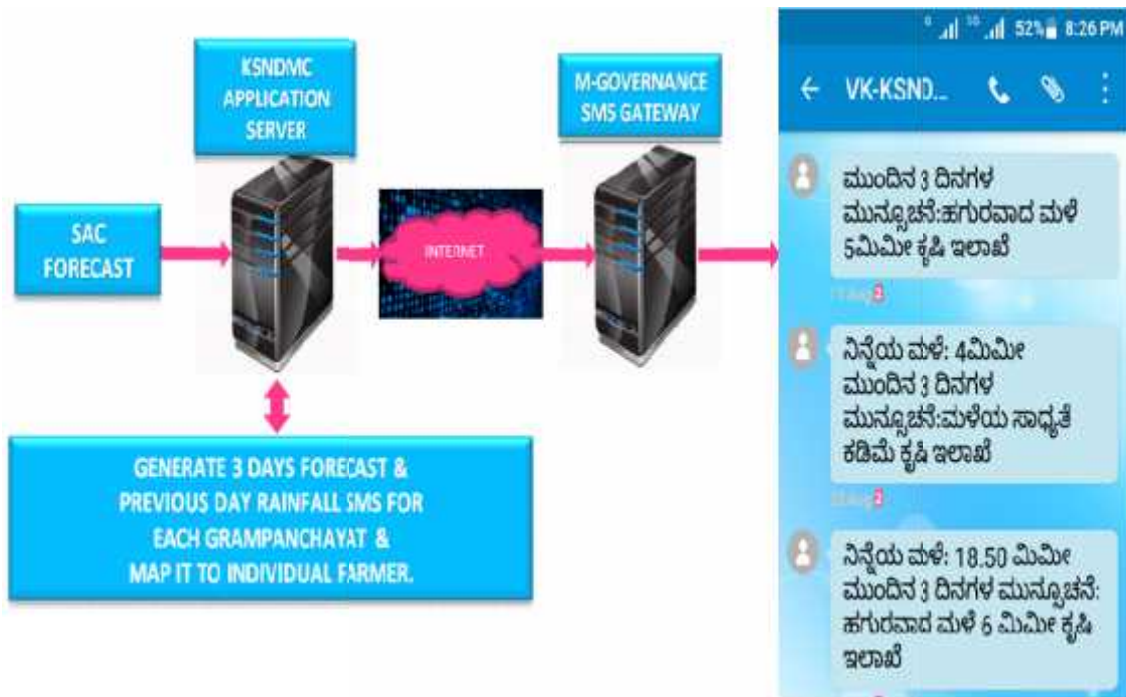 KSNDMC
APPLICATION
SERVER
M-GOVERNANCE
SMS GATEWAY
SAC
FORECAST
INTERNET
GENERATE 3 DAYS FORECAST &
PREVIOUS DAY RAINFALL SMS FOR
EACH GRAMPANCHAYAT &
MAP IT TO INDIVIDUAL FARMER.
52% 8:26 PM
VK-KSND...
ಮುಂದಿನ 3 ದಿನಗಳ
ಮುನ್ಸೂಚನೆ:ಹಗುರವಾದ ಮಳೆ
5ಮಿಮೀ ಕೃಷಿ ಇಲಾಖೆ
ನಿನ್ನೆಯ ಮಳೆ: 4ಮಿಮೀ
ಮುಂದಿನ 3 ದಿನಗಳ
ಮುನ್ಸೂಚನೆ:ಮಳೆಯ ಸಾಧ್ಯತೆ
ಕಡಿಮೆ ಕೃಷಿ ಇಲಾಖೆ
ನಿನ್ನೆಯ ಮಳೆ: 18.50 ಮಿಮೀ
ಮುಂದಿನ 3 ದಿನಗಳ ಮುನ್ಸೂಚನೆ:
ಹಗುರವಾದ ಮಳೆ 6 ಮಿಮೀ ಕೃಷಿ
ಇಲಾಖೆ